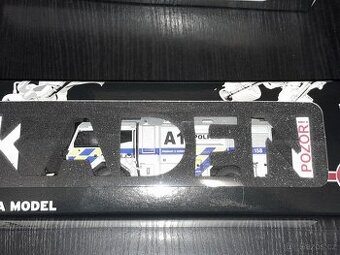 KADEN
A1
POLI
158
POZOR!
A MODEL